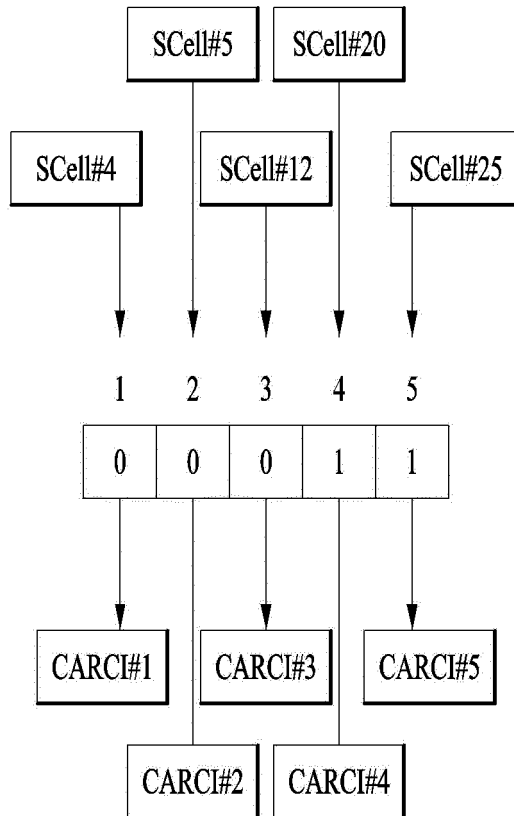 SCell#5 SCell#20
SCell#4 SCell#12 SCell#25
1 2 3 4 5
0 0 0 1 1
CARCI#1 CARCI#3 CARCI#5
CARCI#2 CARCI#4